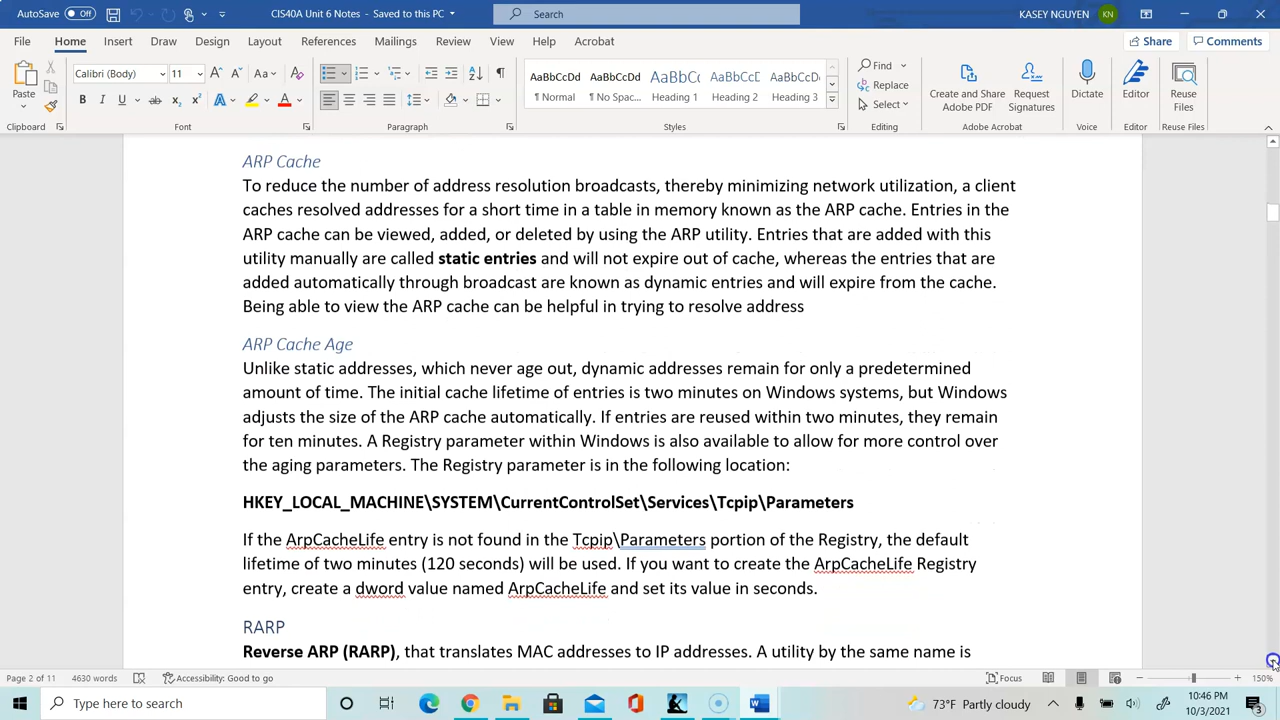 AutoSave Off CIS40A Unit 6 Notes - Saved to this PC Search KASEY NGUYEN KN
File Home Insert Draw Design Layout References Mailings Review View Help Acrobat Share Comments
Paste
Clipboard
Calibri (Body) 11
Font
Paragraph
AaBbCcDd AaBbCcDd AaBbCc AaBbCcE AaBbCcD
¶ Normal ¶ No Spac... Heading 1 Heading 2 Heading 3
Styles
Find
Replace
Select
Editing
Create and Share Adobe PDF
Request Signatures
Adobe Acrobat
Dictate
Voice
Editor
Editor
Reuse Files
Reuse Files
ARP Cache
To reduce the number of address resolution broadcasts, thereby minimizing network utilization, a client
caches resolved addresses for a short time in a table in memory known as the ARP cache. Entries in the
ARP cache can be viewed, added, or deleted by using the ARP utility. Entries that are added with this
utility manually are called static entries and will not expire out of cache, whereas the entries that are
added automatically through broadcast are known as dynamic entries and will expire from the cache.
Being able to view the ARP cache can be helpful in trying to resolve address
ARP Cache Age
Unlike static addresses, which never age out, dynamic addresses remain for only a predetermined
amount of time. The initial cache lifetime of entries is two minutes on Windows systems, but Windows
adjusts the size of the ARP cache automatically. If entries are reused within two minutes, they remain
for ten minutes. A Registry parameter within Windows is also available to allow for more control over
the aging parameters. The Registry parameter is in the following location:
HKEY_LOCAL_MACHINE\SYSTEM\CurrentControlSet\Services\Tcpip\Parameters
If the ArpCacheLife entry is not found in the Tcpip\Parameters portion of the Registry, the default
lifetime of two minutes (120 seconds) will be used. If you want to create the ArpCacheLife Registry
entry, create a dword value named ArpCacheLife and set its value in seconds.
RARP
Reverse ARP (RARP), that translates MAC addresses to IP addresses. A utility by the same name is
Page 2 of 11 4630 words Accessibility: Good to go Focus 150%
Type here to search 73°F Partly cloudy 10:46 PM
10/3/2021 3